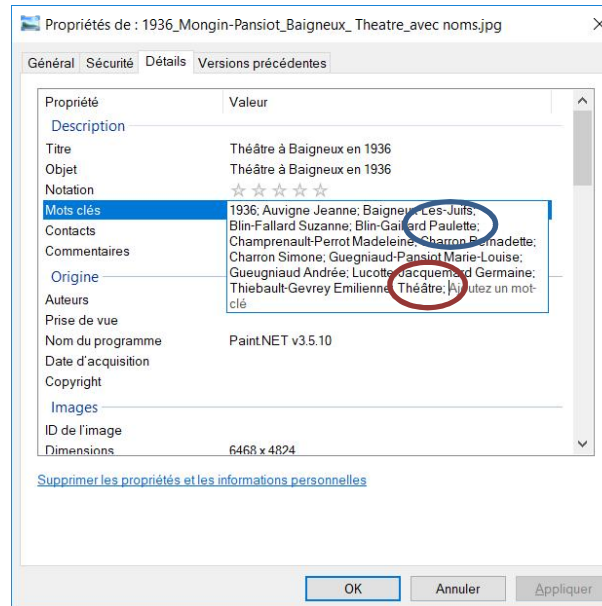 Propriétés de : 1936_Mongin-Pansiot_Baigneux_ Theatre_avec noms.jpg
Général Sécurité Détails Versions précédentes
Propriété Valeur
Description
Titre Théâtre à Baigneux en 1936
Objet Théâtre à Baigneux en 1936
Notation
Mots clés 1936; Auvigne Jeanne; Baigneux Les-Juifs;
Blin-Fallard Suzanne; Blin-Gaillard Paulette;
Contacts
Champrenault-Perrot Madeleine; Charron Bernadette;
Commentaires
Charron Simone; Guegniaud-Pansiot Marie-Louise;
Origine
Gueugniaud Andrée; Lucotte-Jacquemard Germaine;
Auteurs
Thiebault-Gevrey Emilienne; Théâtre; Ajoutez un mot-
clé
Prise de vue
Nom du programme Paint.NET v3.5.10
Date d'acquisition
Copyright
Images
ID de l'image
Dimensions 6468 x 4824
Supprimer les propriétés et les informations personnelles
OK Annuler Appliquer